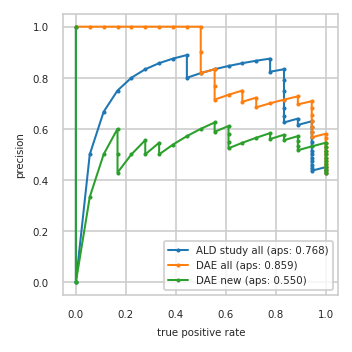 1.0
0.8
0.6
0.4
0.2
0.0
precision
ALD study all (aps: 0.768)
DAE all (aps: 0.859)
DAE new (aps: 0.550)
0.0 0.2 0.4 0.6 0.8 1.0
true positive rate